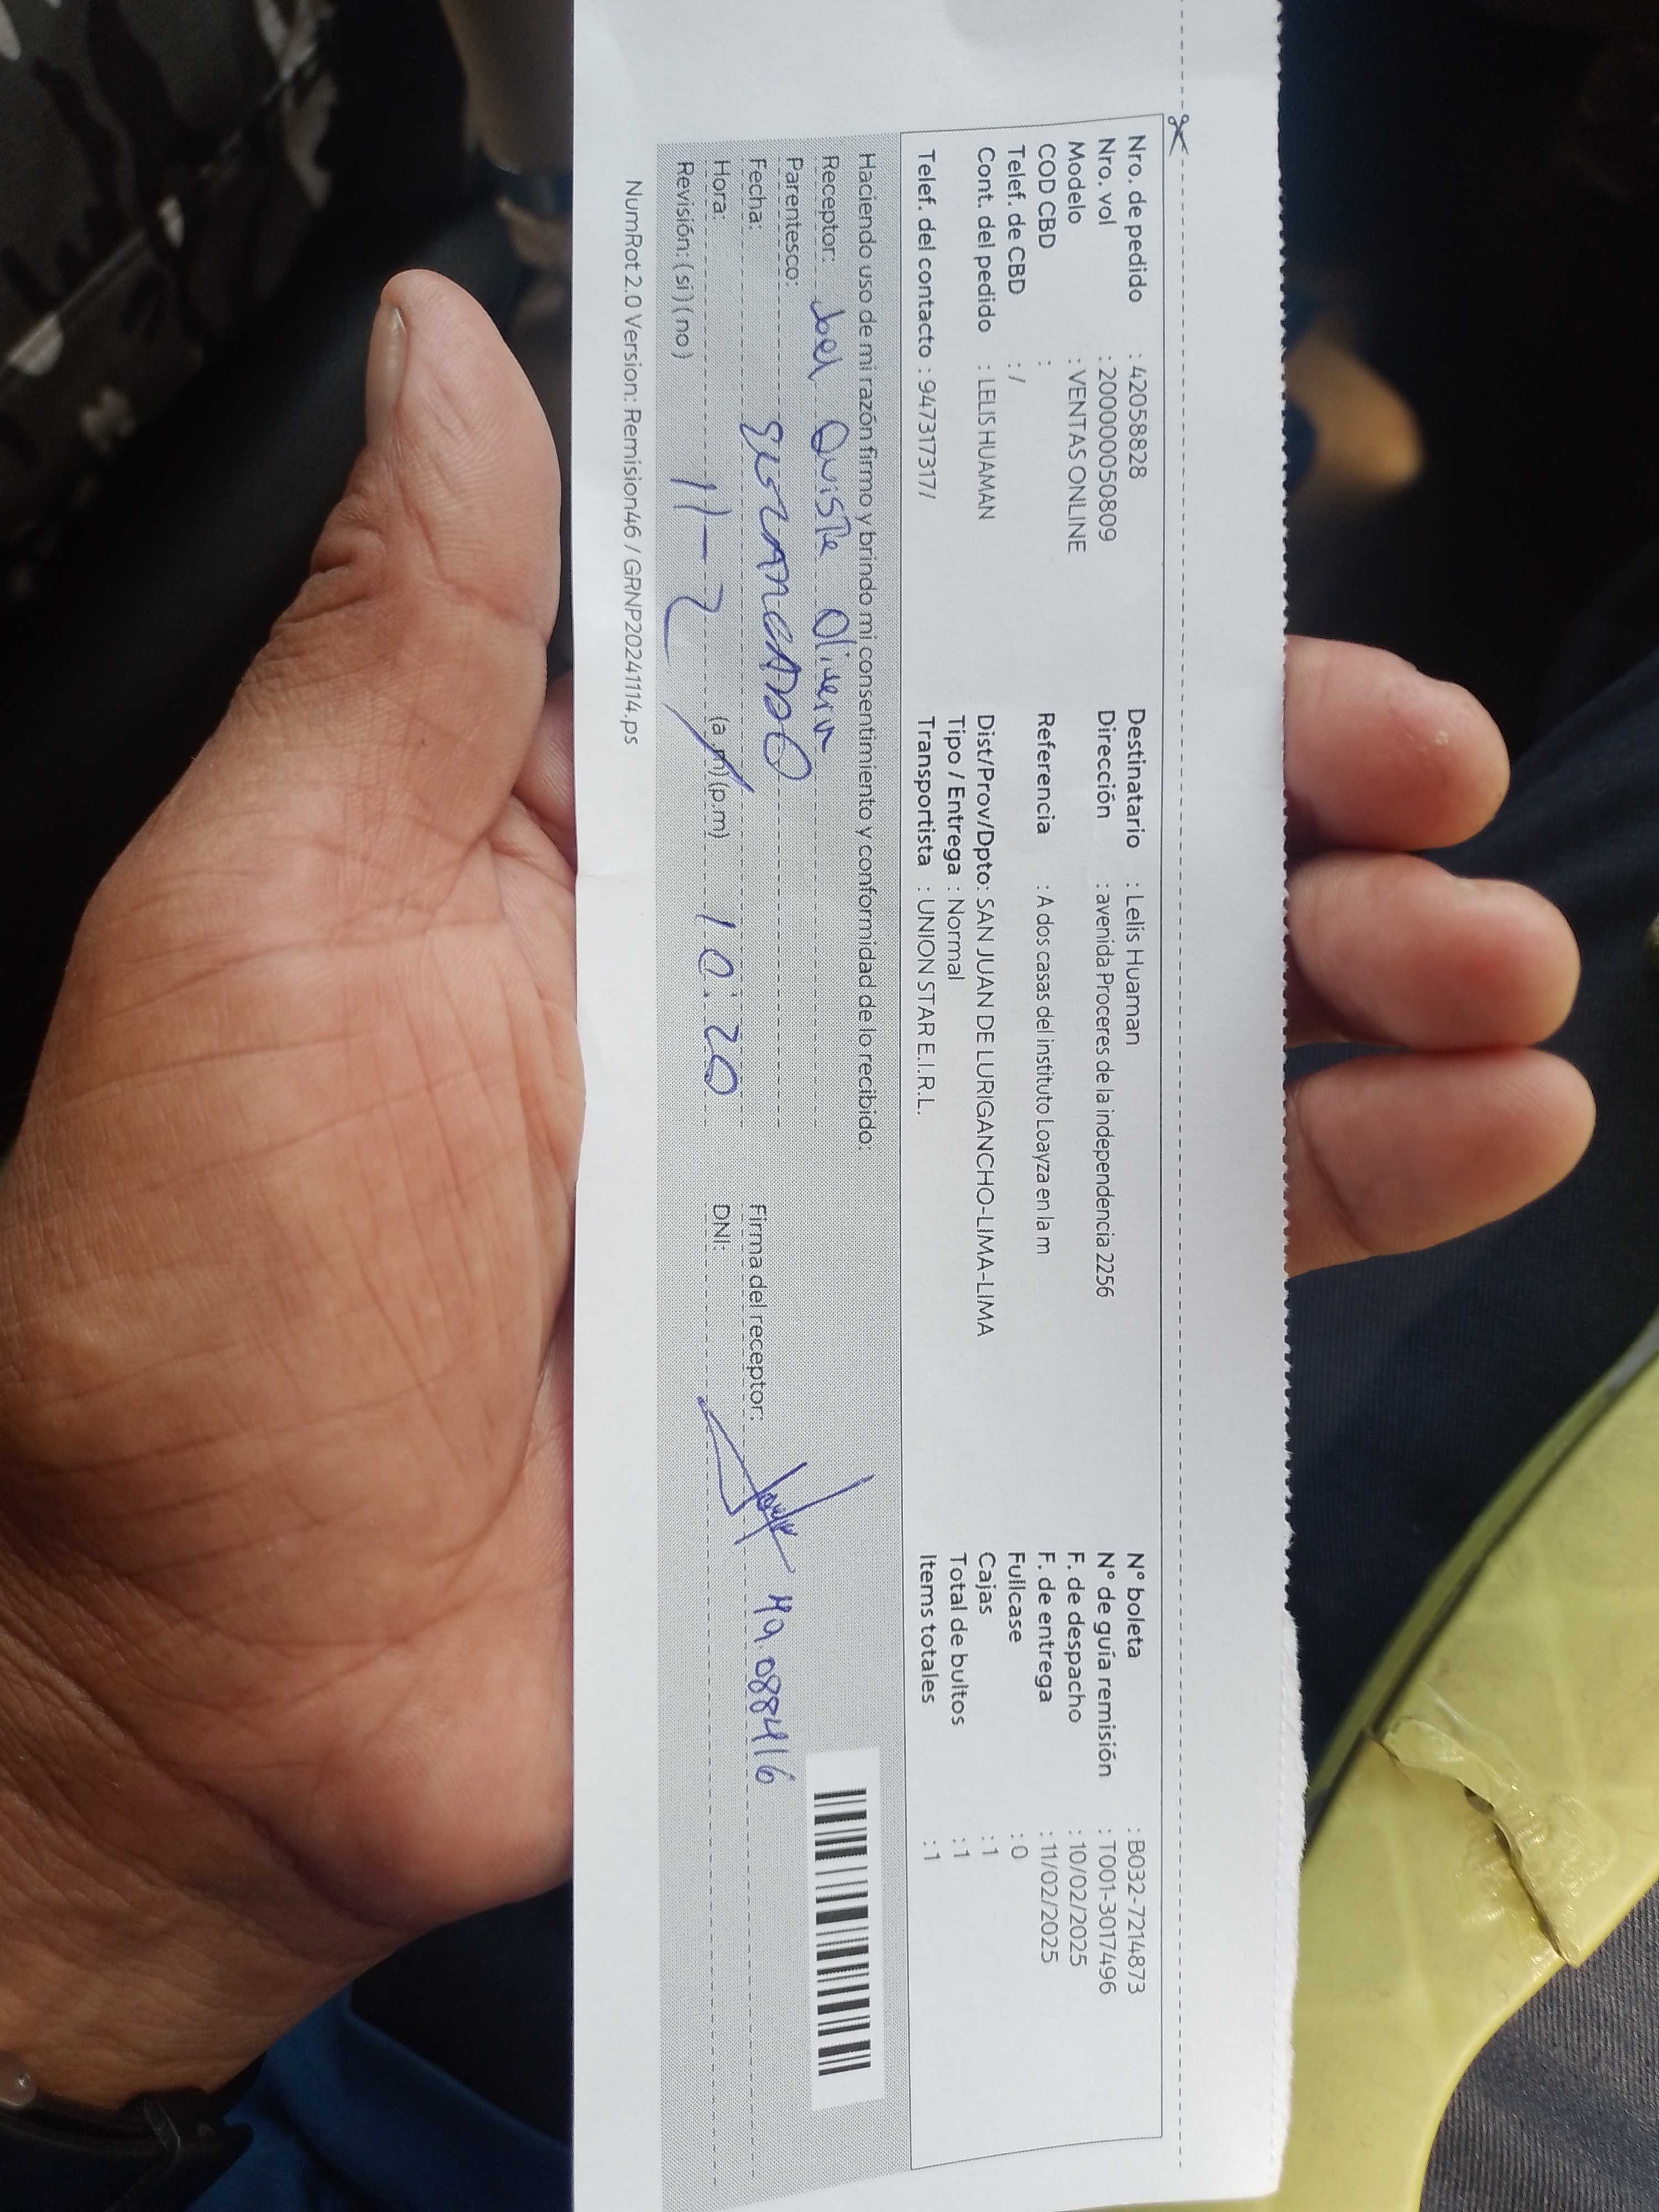 Nro. de pedido : 42058828 Destinatario : Lelis Huaman N° boleta : B032-7214873
Nro. vol : 200000050809 Dirección : avenida Proceres de la independencia 2256 N° de guía remisión : T001-3017496
Modelo : VENTAS ONLINE F. de despacho : 10/02/2025
COD CBD : Referencia : A dos casas del instituto Loayza en la m F. de entrega : 11/02/2025
Telef. de CBD : / Fullcase : 0
Cont. del pedido : LELIS HUAMAN Dist/Prov/Dpto: SAN JUAN DE LURIGANCHO-LIMA-LIMA Cajas : 1
Tipo / Entrega : Normal Total de bultos : 1
Telef. del contacto : 947317317/ Transportista : UNION STAR E.I.R.L. Items totales : 1
Haciendo uso de mi razón firmo y brindo mi consentimiento y conformidad de lo recibido:
Receptor: Joel Quispe Olivera
Parentesco:
Fecha: 11-2 Firma del receptor: 49.088416
Hora: (a.m)(p.m) 10:20 DNI:
Revisión: ( si ) ( no )
NumRot 2.0 Version: Remision46 / GRNP20241114.ps